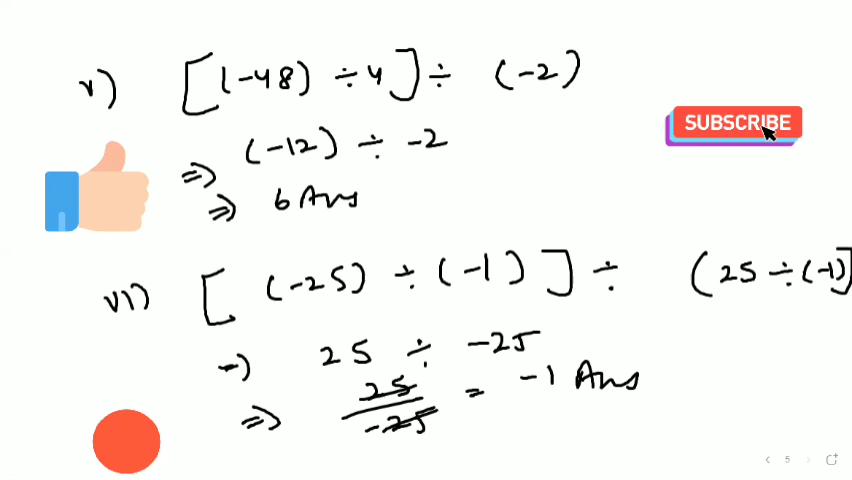 v) [(-48) ÷ 4] ÷ (-2)
SUBSCRIBE
⇒ (-12) ÷ -2
⇒ 6 Ans
vi) [(-25) ÷ (-1)] ÷ (25 ÷ (-1)]
→ 25 ÷ -25
⇒ 25/-25 = -1 Ans
5